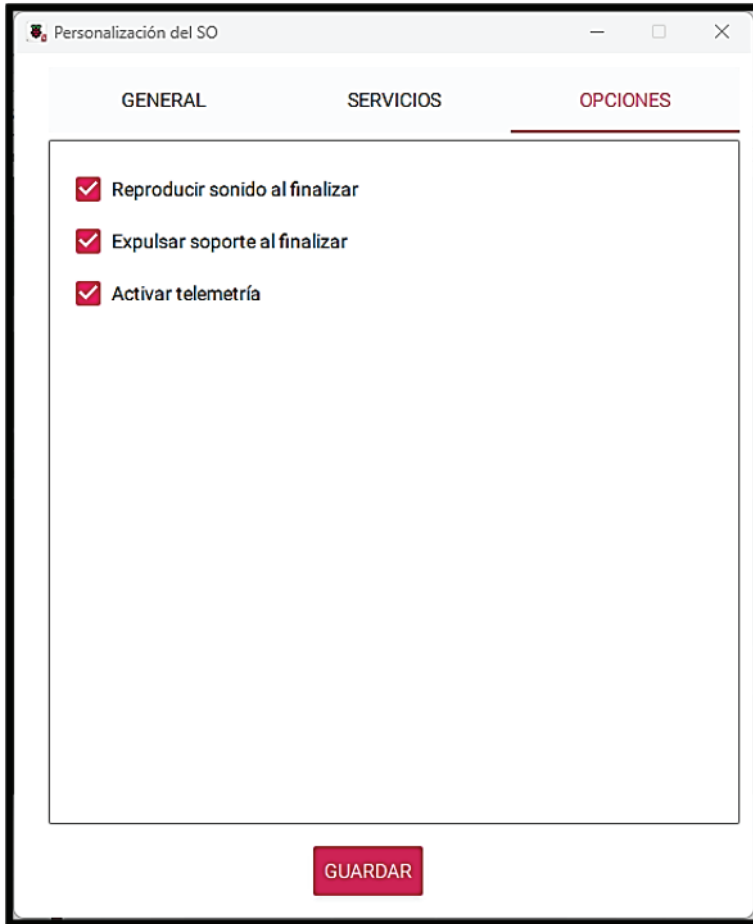 Personalización del SO
GENERAL SERVICIOS OPCIONES
Reproducir sonido al finalizar
Expulsar soporte al finalizar
Activar telemetría
GUARDAR